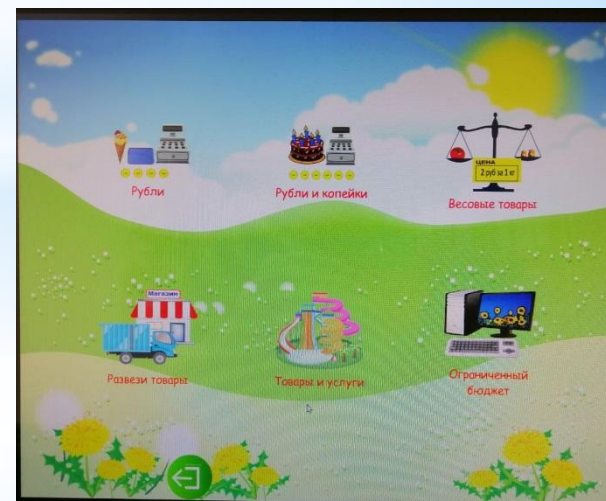 Рубли
Рубли и копейки
ЦЕНА
2 руб за 1 кг
Весовые товары
Магазин
Развези товары
Товары и услуги
Ограниченный
бюджет